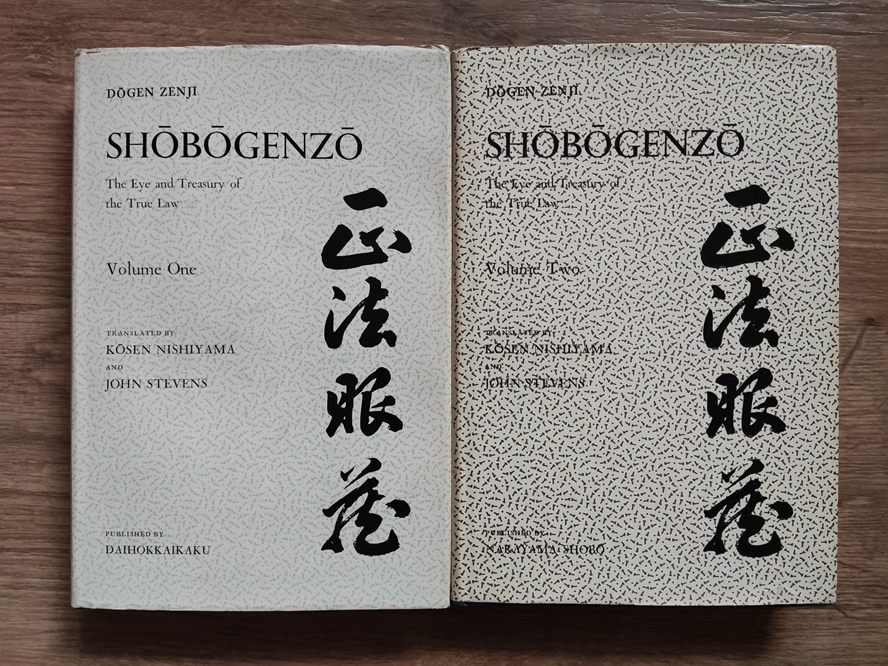 DŌGEN ZENJI
SHŌBŌGENZŌ
The Eye and Treasury of
the True Law
Volume One
TRANSLATED BY
KŌSEN NISHIYAMA
AND
JOHN STEVENS
PUBLISHED BY
DAIHOKKAIKAKU
正法眼蔵
DŌGEN ZENJI
SHŌBŌGENZŌ
The Eye and Treasury of
the True Law
Volume Two
TRANSLATED BY
KŌSEN NISHIYAMA
AND
JOHN STEVENS
PUBLISHED BY
NAKAYAMA SHOBŌ
正法眼蔵